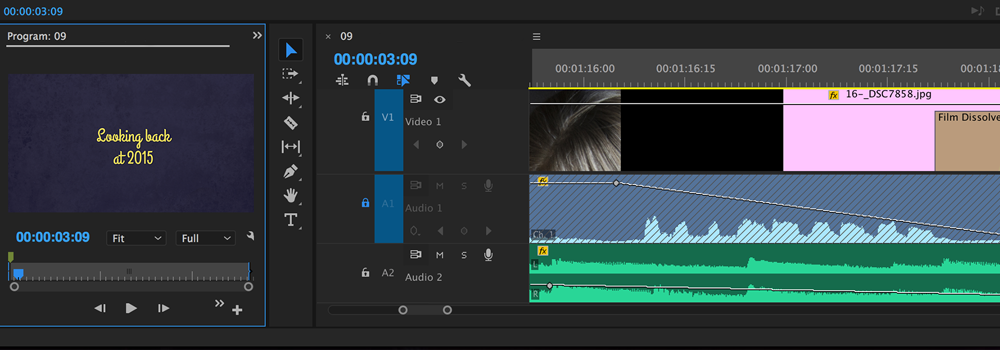 00:00:03:09
Program: 09
Looking back
at 2015
00:00:03:09
Fit
Full
× 09
00:00:03:09
00:01:16:00
00:01:16:15
00:01:17:00
00:01:17:15
00:01:18
V1
Video 1
fx 16-_DSC7858.jpg
Film Dissolve
A1
M S
Audio 1
fx
Ch. 1
A2
M S
Audio 2
fx
L
R